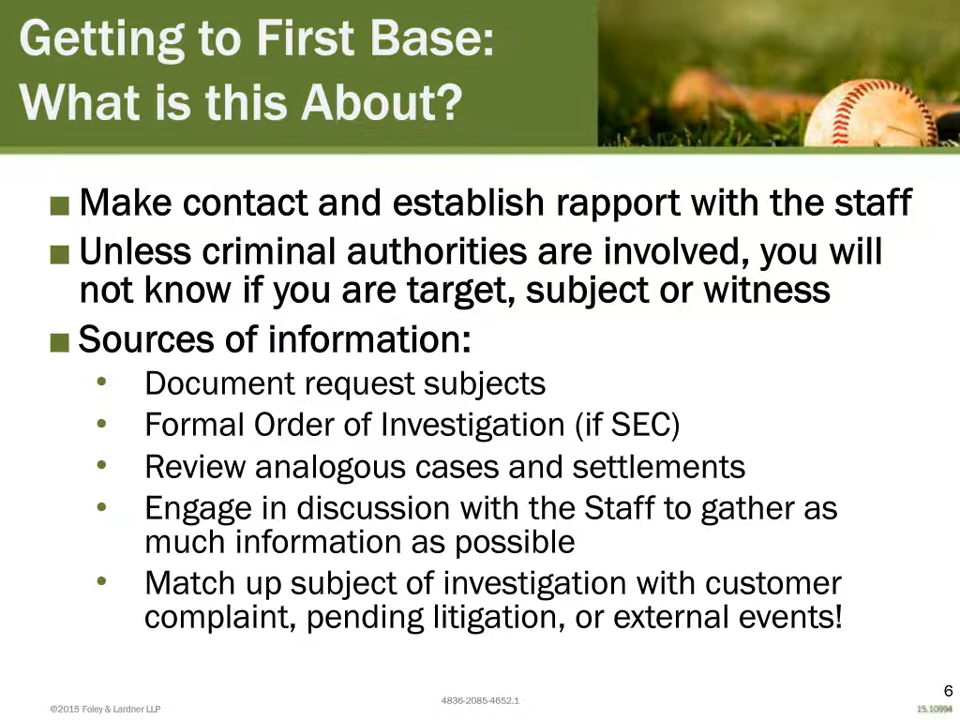 Getting to First Base:
What is this About?
■ Make contact and establish rapport with the staff
■ Unless criminal authorities are involved, you will
not know if you are target, subject or witness
■ Sources of information:
• Document request subjects
• Formal Order of Investigation (if SEC)
• Review analogous cases and settlements
• Engage in discussion with the Staff to gather as
much information as possible
• Match up subject of investigation with customer
complaint, pending litigation, or external events!
©2015 Foley & Lardner LLP
4836-2085-4652.1
6
15.10994